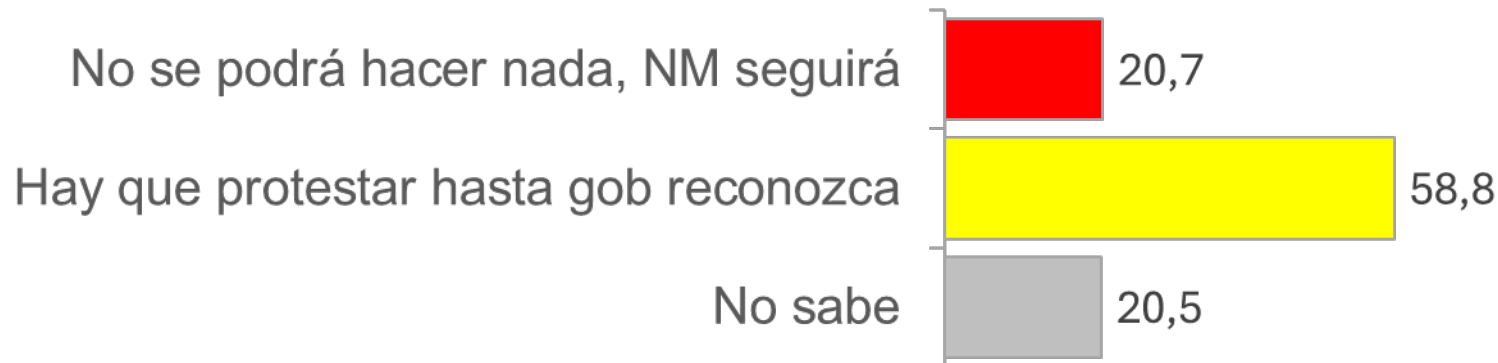 No se podrá hacer nada, NM seguirá 20,7
Hay que protestar hasta gob reconozca 58,8
No sabe 20,5